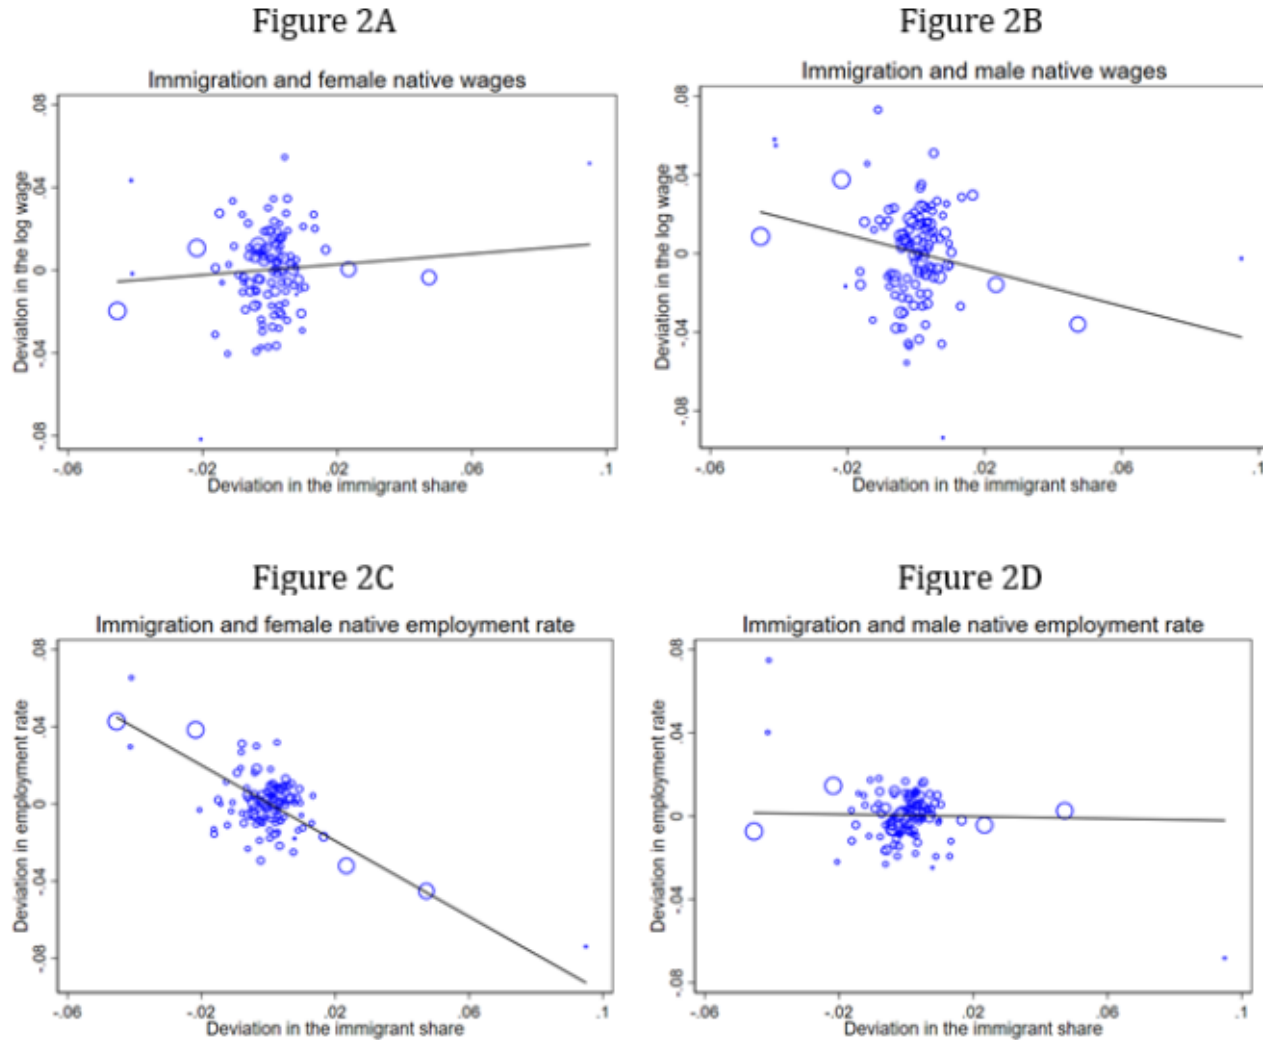 Figure 2A
Immigration and female native wages
Deviation in the log wage
.08
.04
0
-.04
-.08
-.06
-.02
.02
.06
.1
Deviation in the immigrant share
Figure 2B
Immigration and male native wages
Deviation in the log wage
.08
.04
0
-.04
-.08
-.06
-.02
.02
.06
.1
Deviation in the immigrant share
Figure 2C
Immigration and female native employment rate
Deviation in employment rate
.08
.04
0
-.04
-.08
-.06
-.02
.02
.06
.1
Deviation in the immigrant share
Figure 2D
Immigration and male native employment rate
Deviation in employment rate
.08
.04
0
-.04
-.08
-.06
-.02
.02
.06
.1
Deviation in the immigrant share